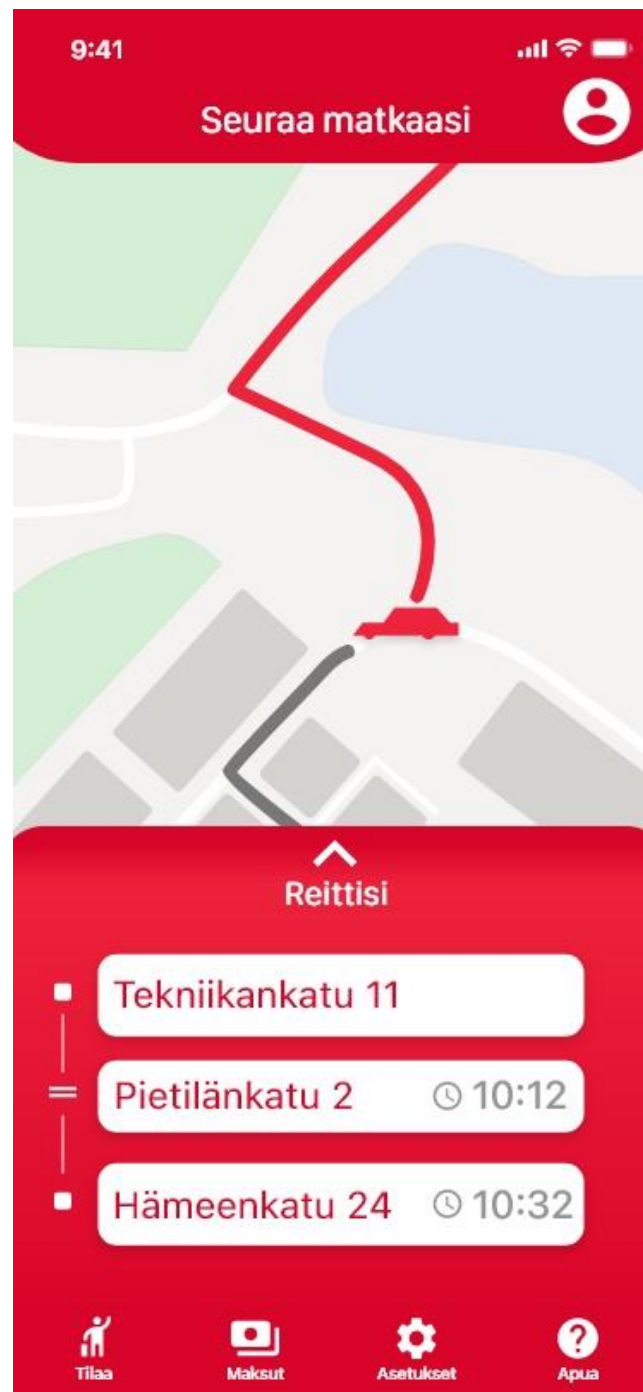 9:41
Seuraa matkaasi
Reittisi
Tekniikankatu 11
Pietilänkatu 2 10:12
Hämeenkatu 24 10:32
Tilaa Maksut Asetukset Apua